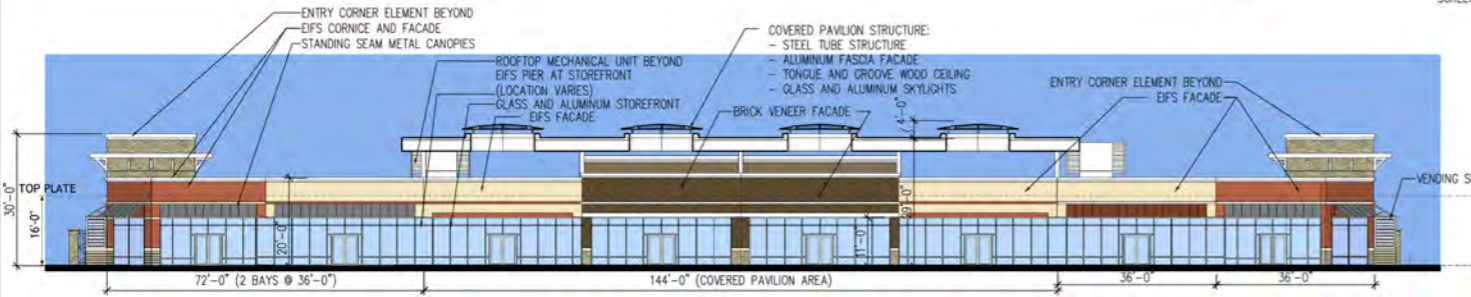 SCREEN
ENTRY CORNER ELEMENT BEYOND
EIFS CORNICE AND FACADE
STANDING SEAM METAL CANOPIES
ROOFTOP MECHANICAL UNIT BEYOND
EIFS PIER AT STOREFRONT
(LOCATION VARIES)
GLASS AND ALUMINUM STOREFRONT
EIFS FACADE
COVERED PAVILION STRUCTURE:
- STEEL TUBE STRUCTURE
- ALUMINUM FASCIA FACADE
- TONGUE AND GROOVE WOOD CEILING
- GLASS AND ALUMINUM SKYLIGHTS
BRICK VENEER FACADE
4'-0"
ENTRY CORNER ELEMENT BEYOND
EIFS FACADE
TOP PLATE
30'-0"
16'-0"
20'-0"
11'-0"
29'-0"
VENDING S
72'-0" (2 BAYS @ 36'-0")
144'-0" (COVERED PAVILION AREA)
36'-0"
36'-0"